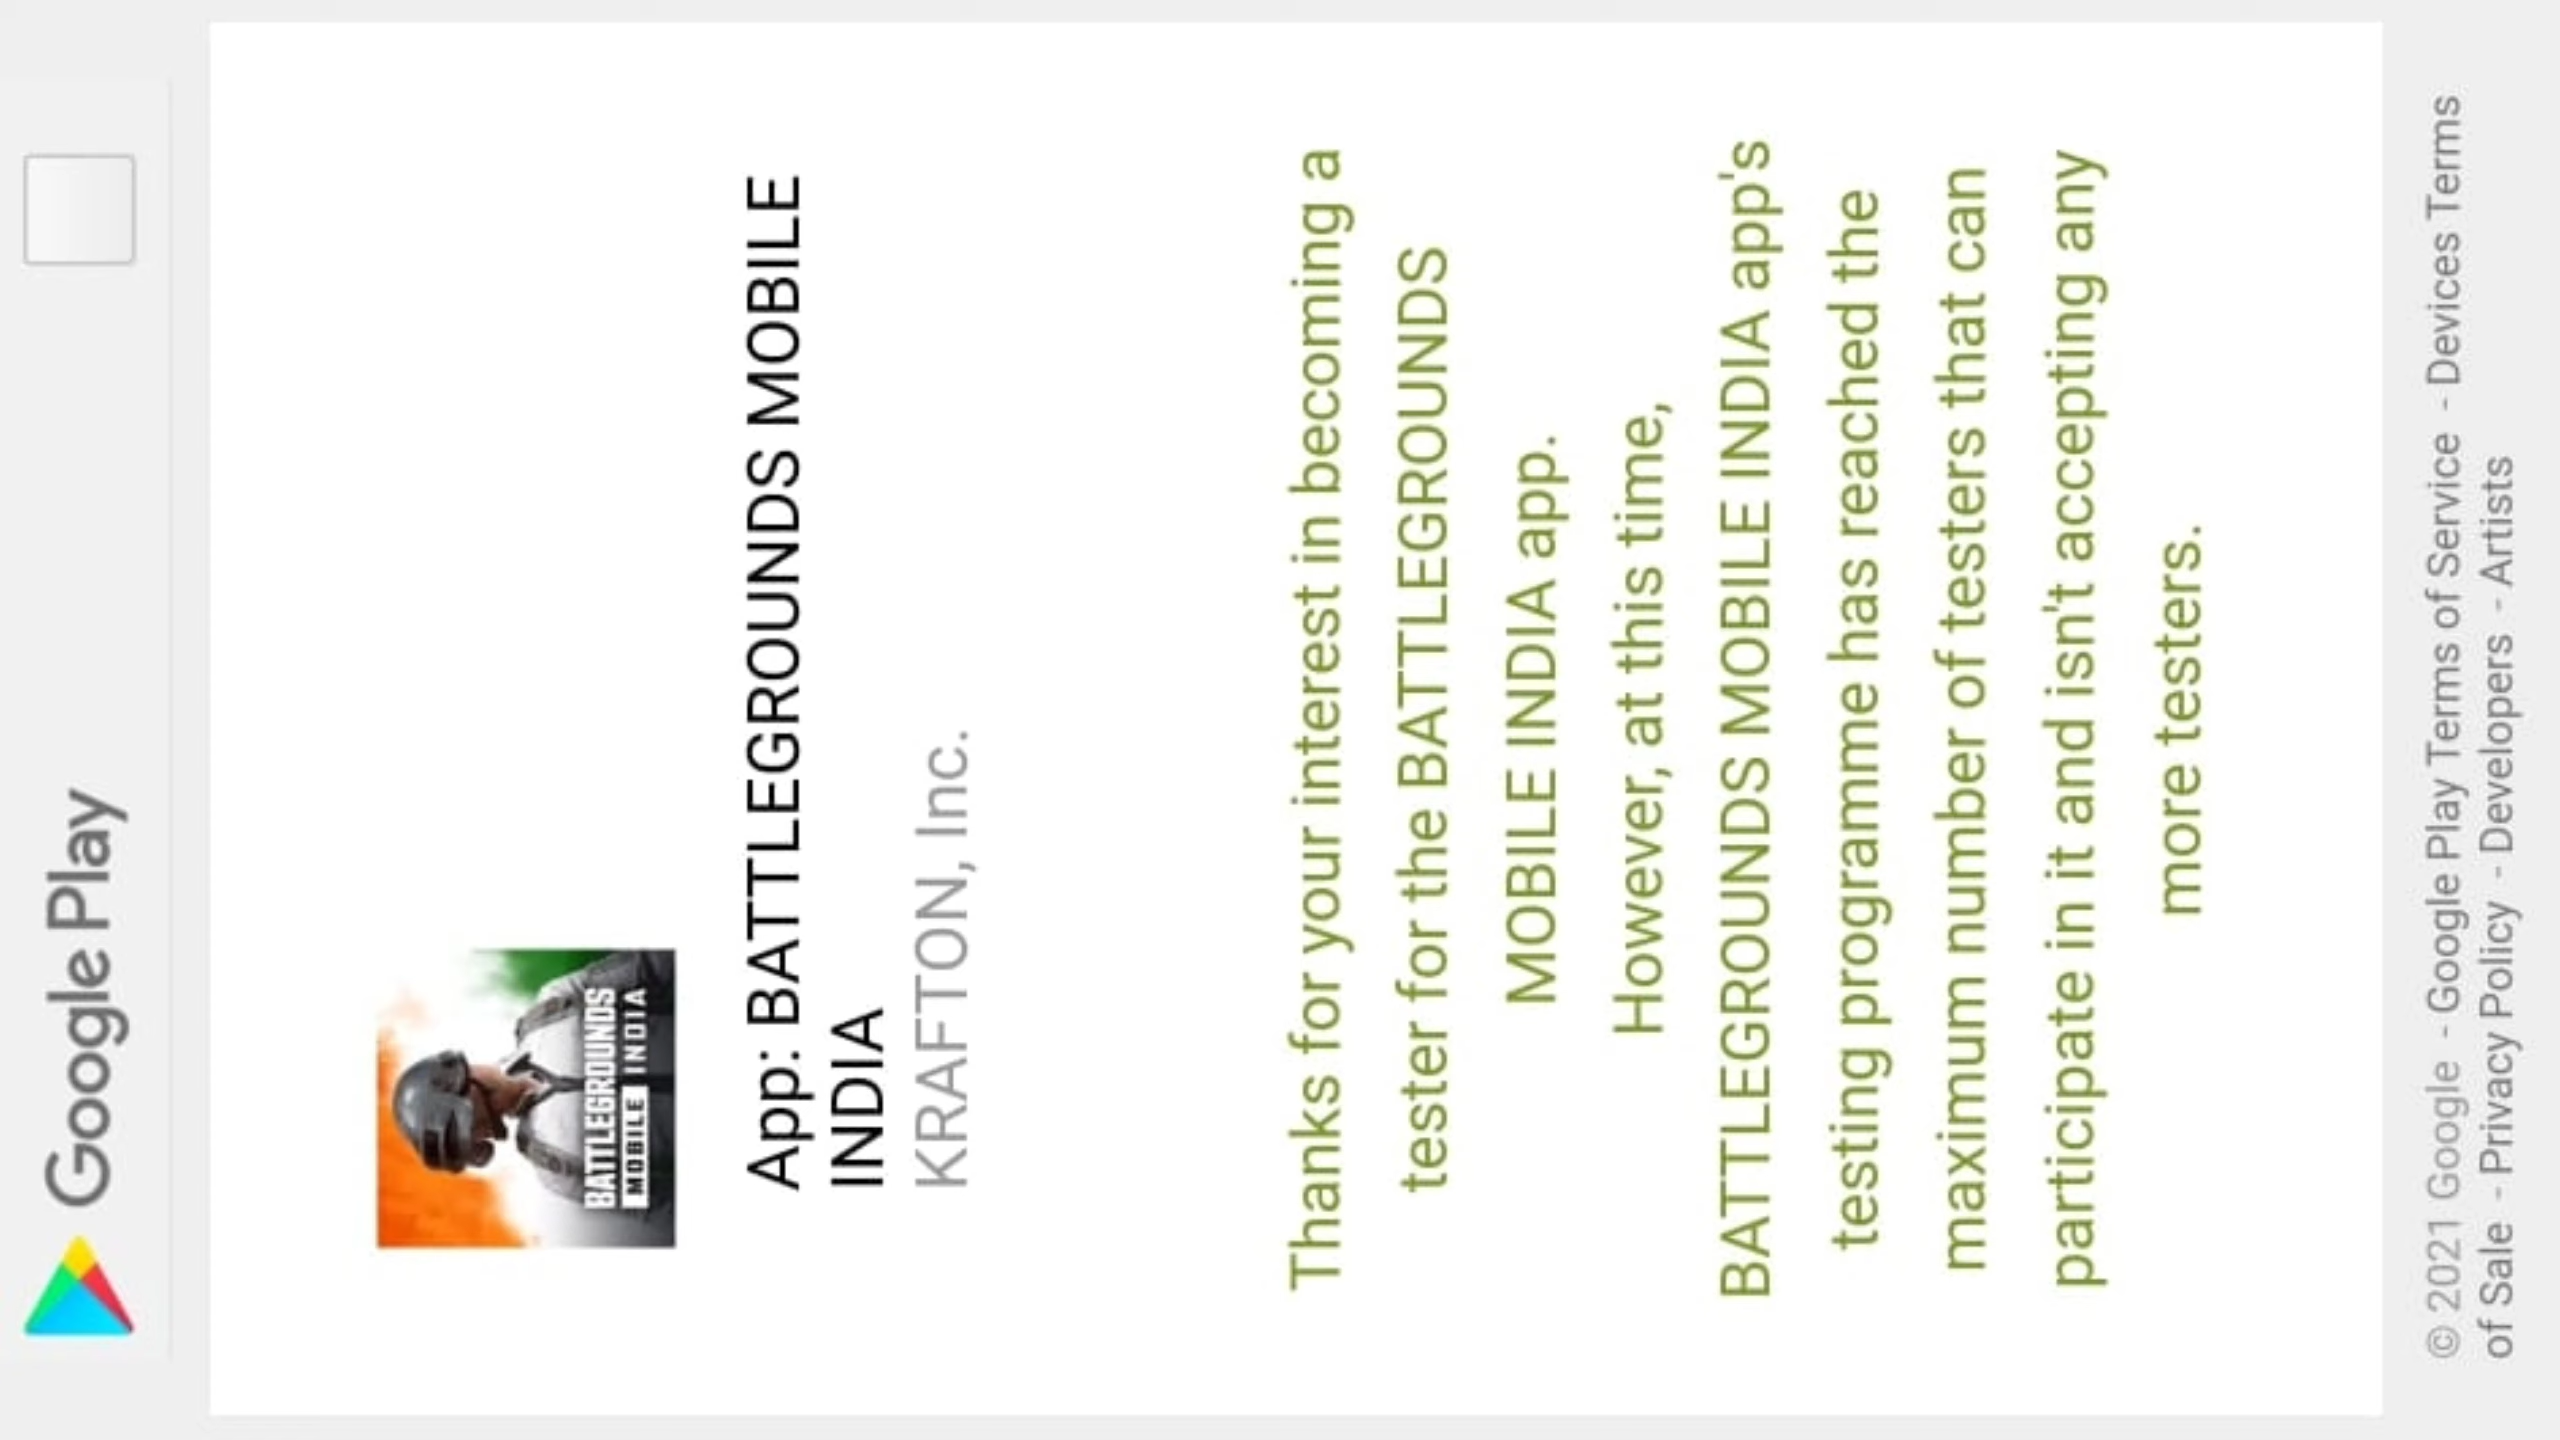 Google Play
BATTLEGROUNDS
MOBILE INDIA
App: BATTLEGROUNDS MOBILE
INDIA
KRAFTON, Inc.
Thanks for your interest in becoming a
tester for the BATTLEGROUNDS
MOBILE INDIA app.
However, at this time,
BATTLEGROUNDS MOBILE INDIA app's
testing programme has reached the
maximum number of testers that can
participate in it and isn't accepting any
more testers.
© 2021 Google - Google Play Terms of Service - Devices Terms
of Sale - Privacy Policy - Developers - Artists